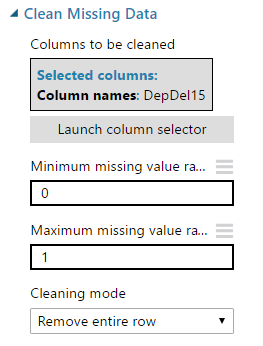 Clean Missing Data
Columns to be cleaned
Selected columns:
Column names: DepDel15
Launch column selector
Minimum missing value ra...
0
Maximum missing value ra...
1
Cleaning mode
Remove entire row